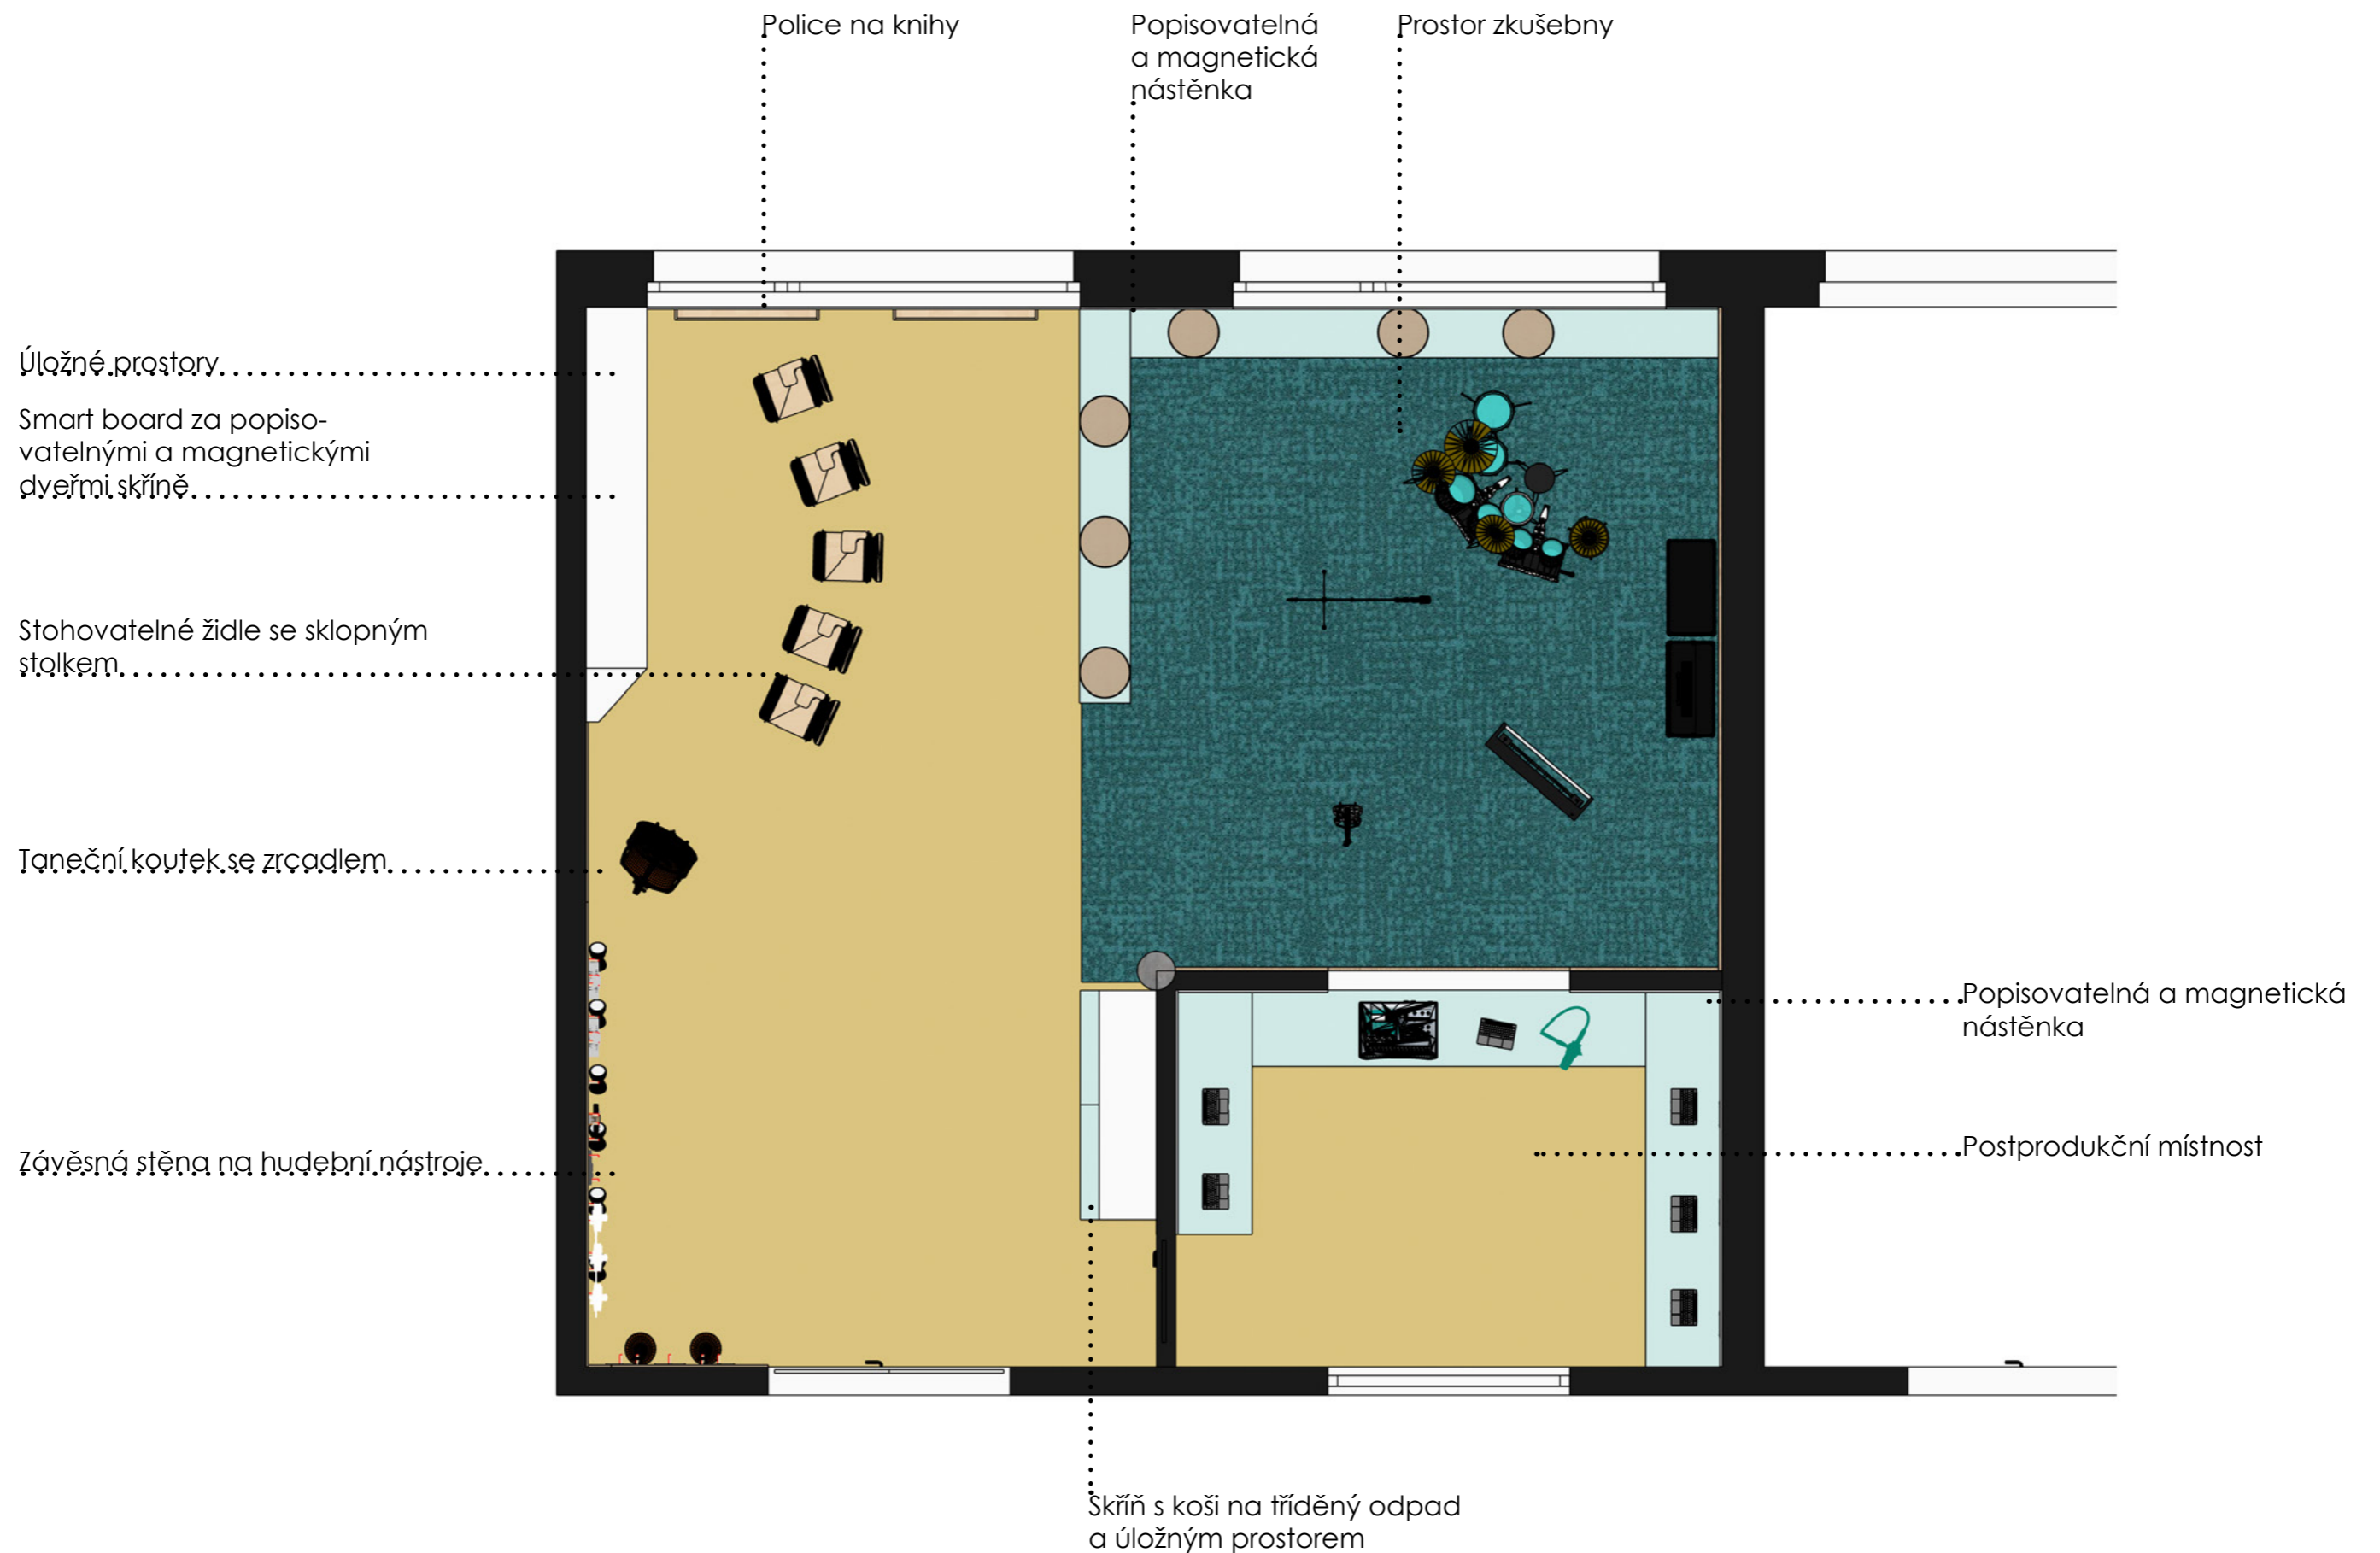 Police na knihy
Popisovatelná
a magnetická
nástěnka
Prostor zkušebny
Úložné prostory
Smart board za popiso-
vatelnými a magnetickými
dveřmi skříně
Stohovatelné židle se sklopným
stolkem
Taneční koutek se zrcadlem
Závěsná stěna na hudební nástroje
Popisovatelná a magnetická
nástěnka
Postprodukční místnost
Skříň s koši na tříděný odpad
a úložným prostorem